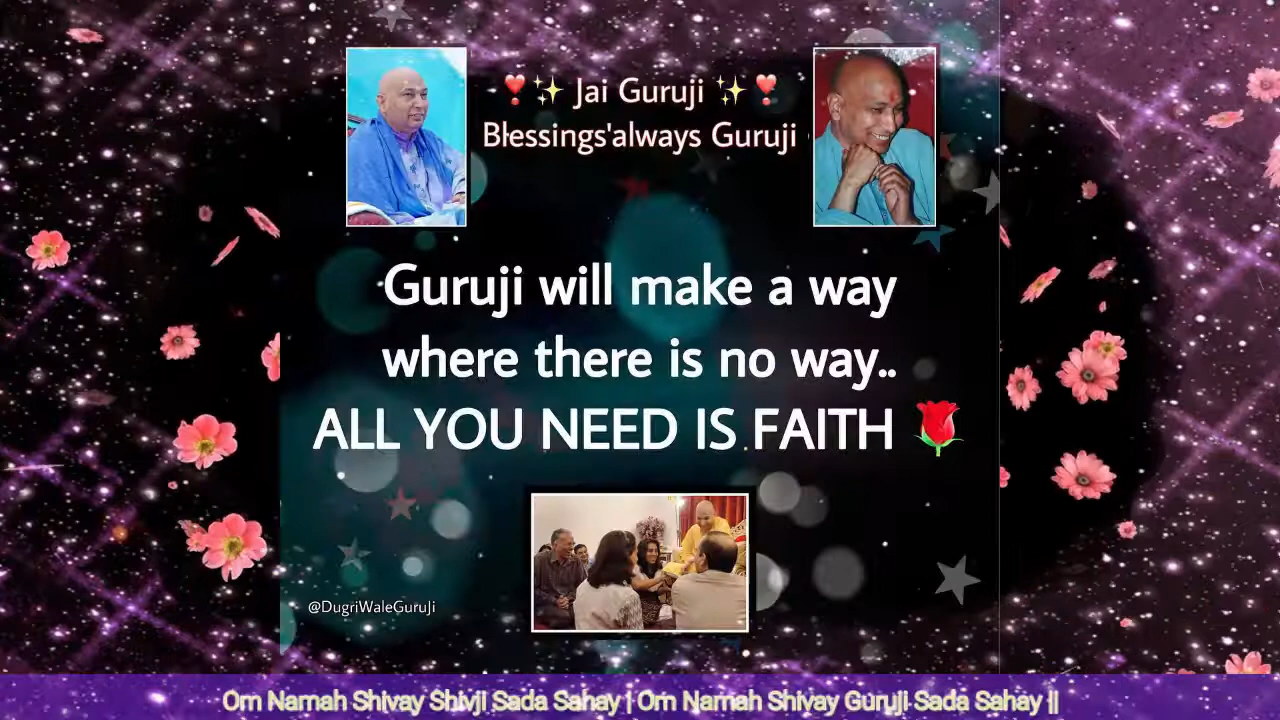 ❣️✨ Jai Guruji ✨❣️
Blessings'always Guruji
Guruji will make a way
where there is no way..
ALL YOU NEED IS FAITH 🌹
@DugriWaleGuruJi
Om Namah Shivay Shivji Sada Sahay | Om Namah Shivay Guruji Sada Sahay ||